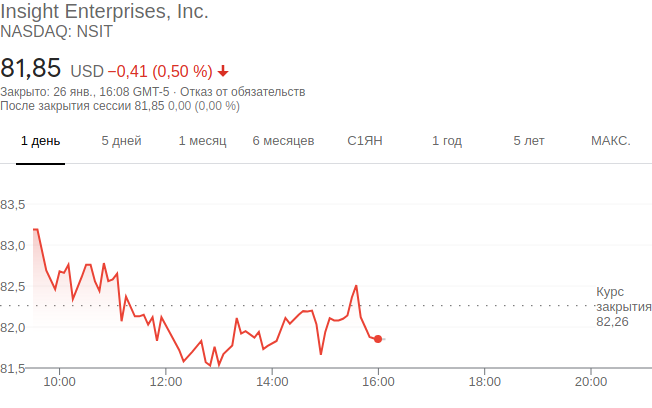 Insight Enterprises, Inc.
NASDAQ: NSIT
81,85 USD −0,41 (0,50 %)
Закрыто: 26 янв., 16:08 GMT-5 · Отказ от обязательств
После закрытия сессии 81,85 0,00 (0,00 %)
1 день 5 дней 1 месяц 6 месяцев С1ЯН 1 год 5 лет МАКС.
83,5
83,0
82,5
Курс
закрытия
82,26
82,0
81,5
10:00 12:00 14:00 16:00 18:00 20:00